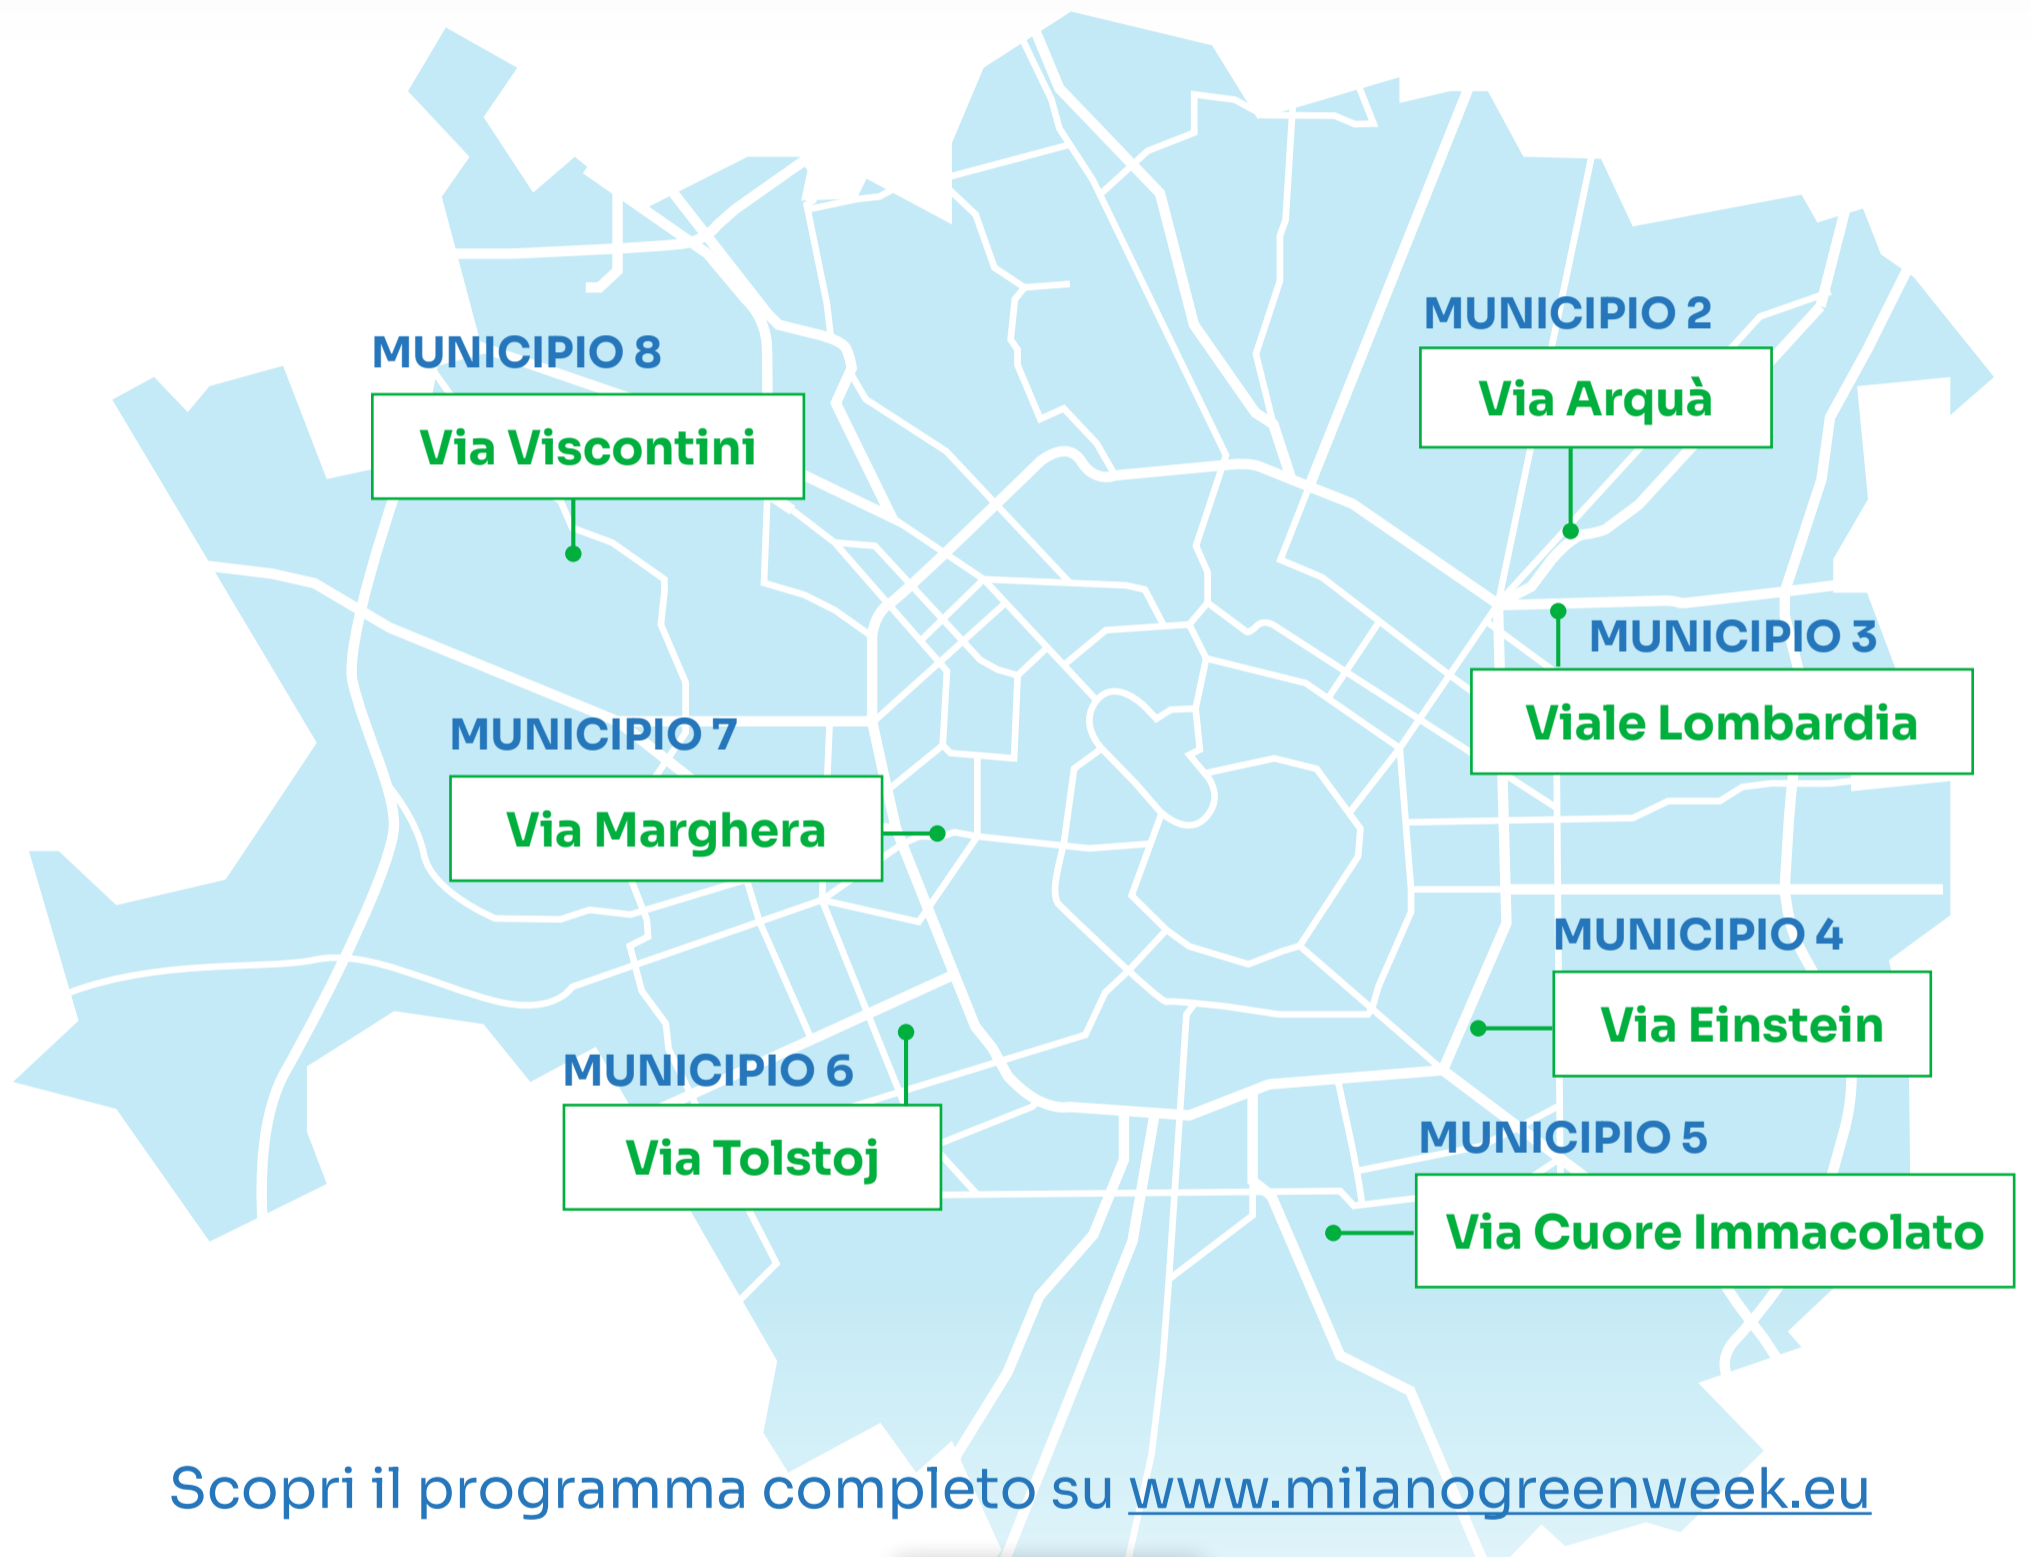 MUNICIPIO 2
Via Arquà
MUNICIPIO 8
Via Viscontini
MUNICIPIO 3
Viale Lombardia
MUNICIPIO 7
Via Marghera
MUNICIPIO 4
Via Einstein
MUNICIPIO 6
Via Tolstoj
MUNICIPIO 5
Via Cuore Immacolato
Scopri il programma completo su www.milanogreenweek.eu